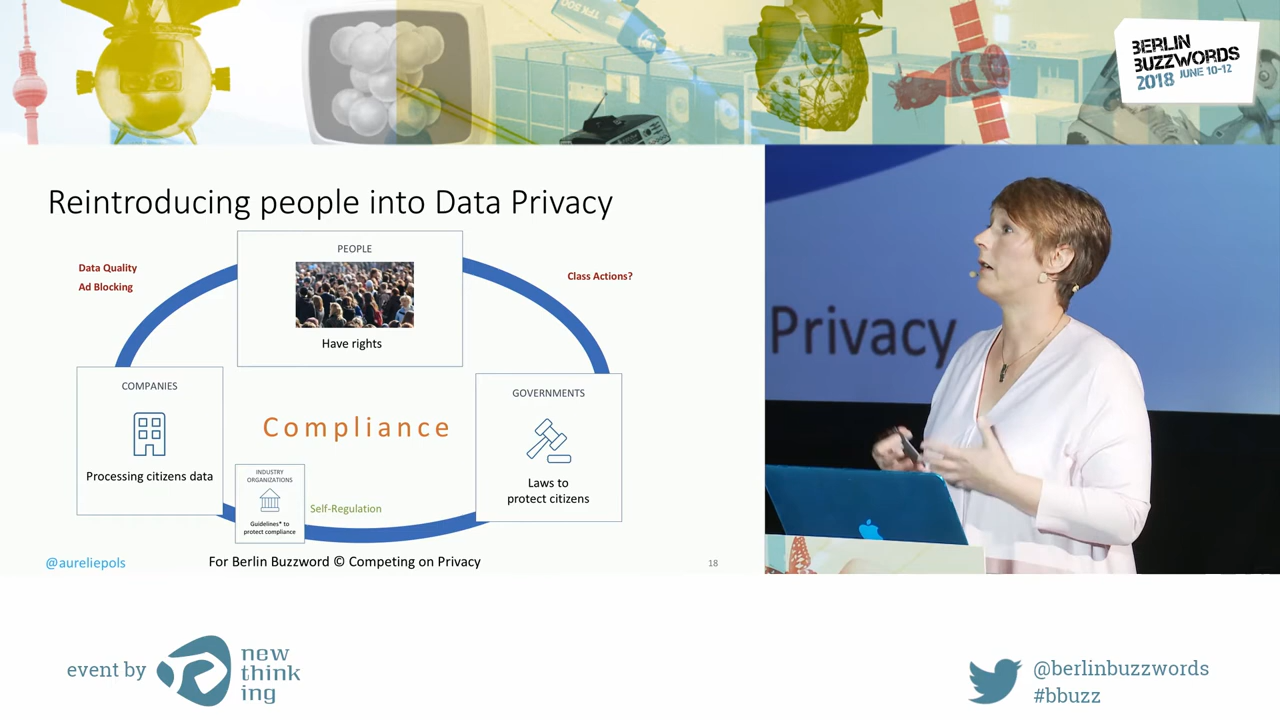 BERLIN
BUZZWORDS
2018 JUNE 10-12
Reintroducing people into Data Privacy
PEOPLE
Have rights
Data Quality
Ad Blocking
Class Actions?
COMPANIES
Processing citizens data
Compliance
GOVERNMENTS
Laws to
protect citizens
INDUSTRY
ORGANIZATIONS
Guidelines* to
protect compliance
Self-Regulation
@aureliepols
For Berlin Buzzword © Competing on Privacy
18
Privacy
event by
new
think
ing
@berlinbuzzwords
#bbuzz